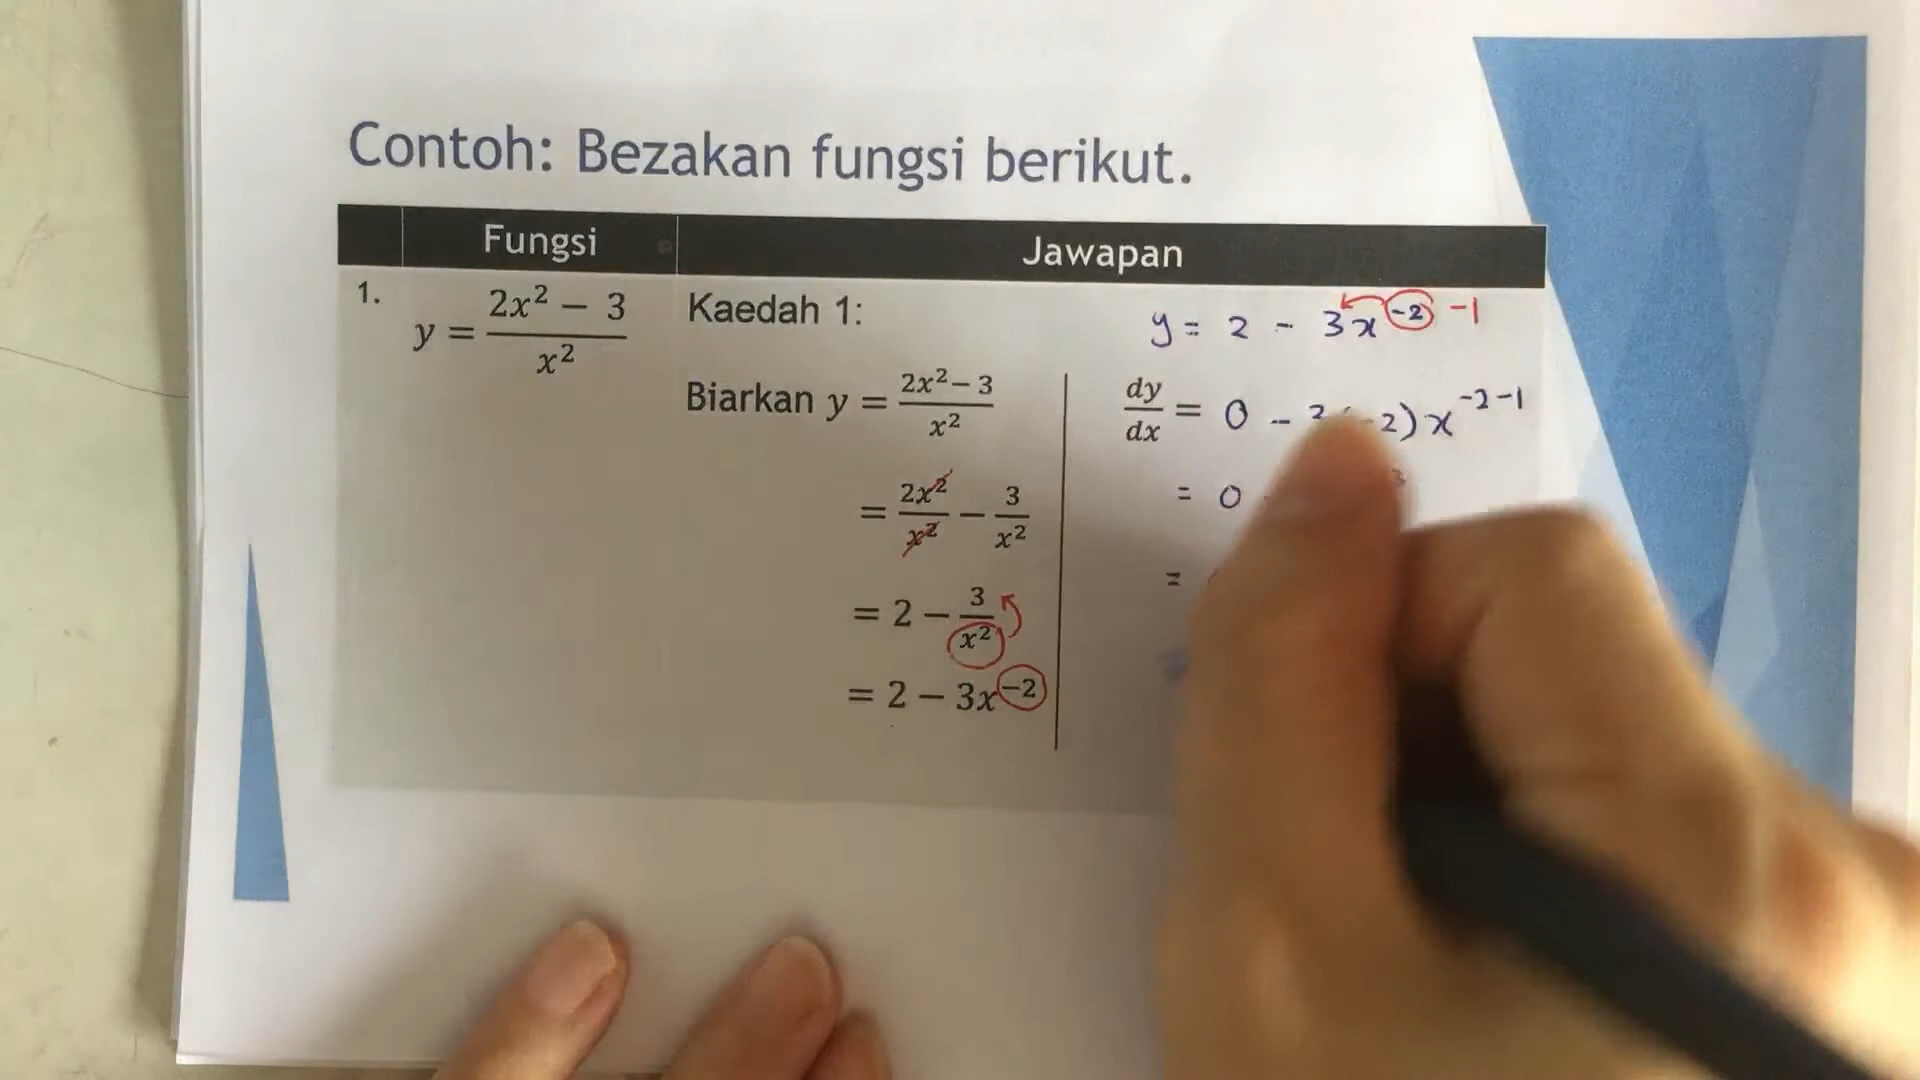 Contoh: Bezakan fungsi berikut.
Fungsi
Jawapan
1.
y = (2x² − 3)/x²
Kaedah 1:
Biarkan y = (2x² − 3)/x²
= 2x²/x² − 3/x²
= 2 − 3/x²
= 2 − 3x⁻²
y = 2 - 3x⁻² -1
dy/dx = 0 - 2)x⁻²⁻¹
= 0
=